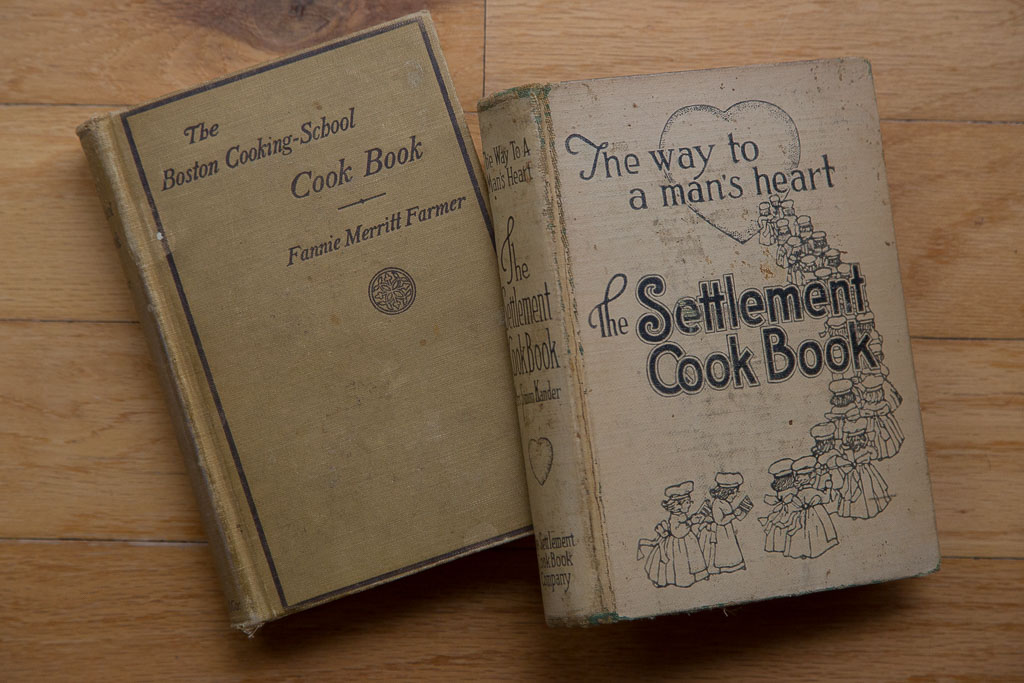 The
Boston Cooking-School
Cook Book
Fannie Merritt Farmer
The Way To A
Man's Heart
The
Settlement
Cook Book
Kander
Settlement
Cook Book
Company
The way to
a man's heart
The Settlement
Cook Book